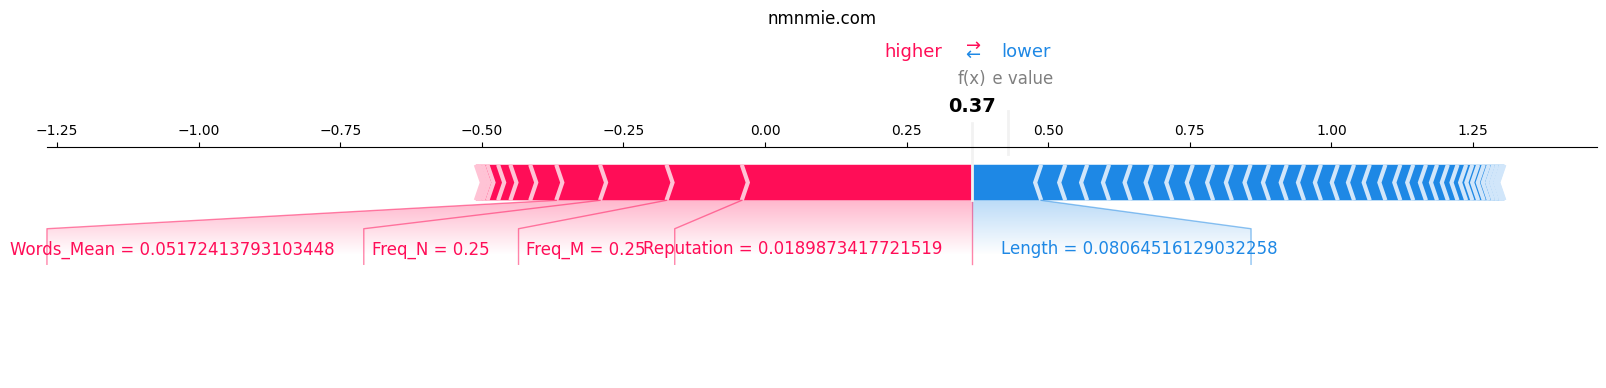 nmnmie.com
higher ⇄ lower
f(x) e value
0.37
−1.25 −1.00 −0.75 −0.50 −0.25 0.00 0.25 0.50 0.75 1.00 1.25
Words_Mean = 0.05172413793103448 Freq_N = 0.25 Freq_M = 0.25 Reputation = 0.0189873417721519 Length = 0.08064516129032258